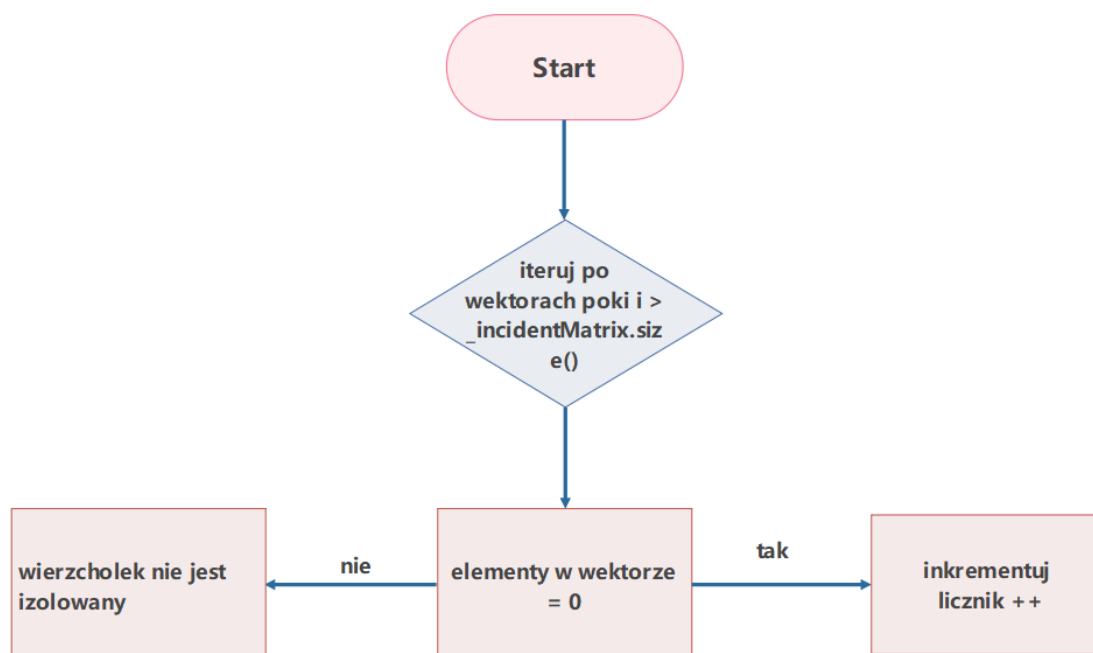 Start
iteruj po
wektorach poki i >
_incidentMatrix.siz
e()
nie
tak
wierzcholek nie jest
izolowany
elementy w wektorze
= 0
inkrementuj
licznik ++